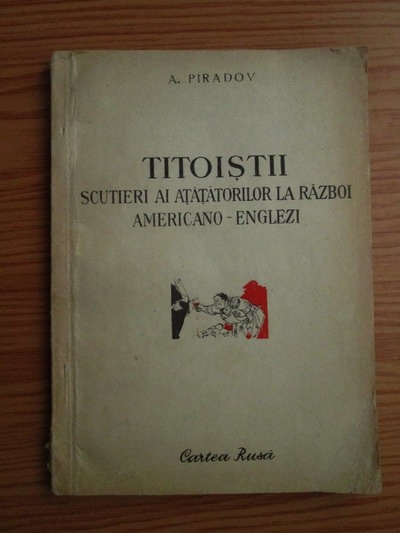 A. PIRADOV
TITOIȘTII
SCUTIERI AI AȚÂȚĂTORILOR LA RĂZBOI
AMERICANO-ENGLEZI
Cartea Rusă